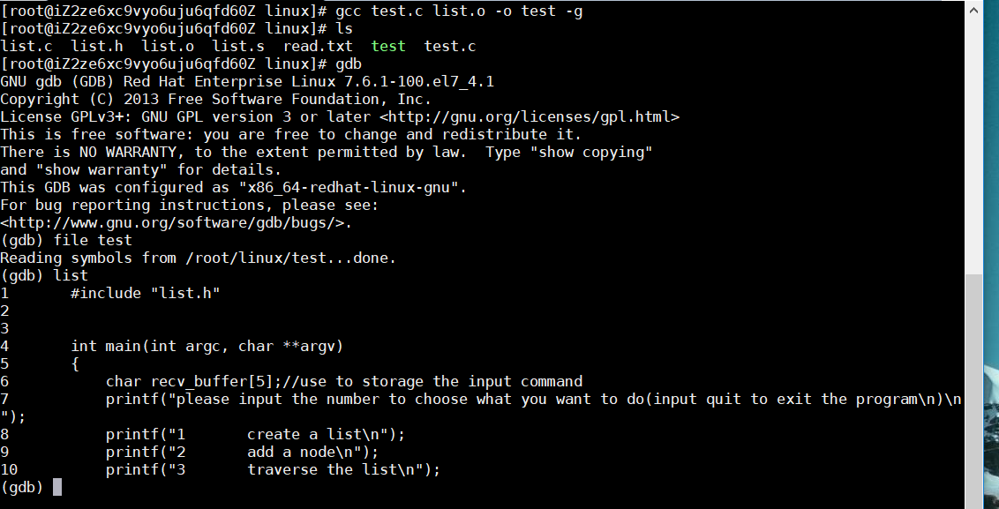 [root@iZ2ze6xc9vyo6uju6qfd60Z linux]# gcc test.c list.o -o test -g
[root@iZ2ze6xc9vyo6uju6qfd60Z linux]# ls
list.c  list.h  list.o  list.s  read.txt  test  test.c
[root@iZ2ze6xc9vyo6uju6qfd60Z linux]# gdb
GNU gdb (GDB) Red Hat Enterprise Linux 7.6.1-100.el7_4.1
Copyright (C) 2013 Free Software Foundation, Inc.
License GPLv3+: GNU GPL version 3 or later <http://gnu.org/licenses/gpl.html>
This is free software: you are free to change and redistribute it.
There is NO WARRANTY, to the extent permitted by law.  Type "show copying"
and "show warranty" for details.
This GDB was configured as "x86_64-redhat-linux-gnu".
For bug reporting instructions, please see:
<http://www.gnu.org/software/gdb/bugs/>.
(gdb) file test
Reading symbols from /root/linux/test...done.
(gdb) list
1       #include "list.h"
2
3
4       int main(int argc, char **argv)
5       {
6           char recv_buffer[5];//use to storage the input command
7           printf("please input the number to choose what you want to do(input quit to exit the program\n)\n
");
8           printf("1       create a list\n");
9           printf("2       add a node\n");
10          printf("3       traverse the list\n");
(gdb)